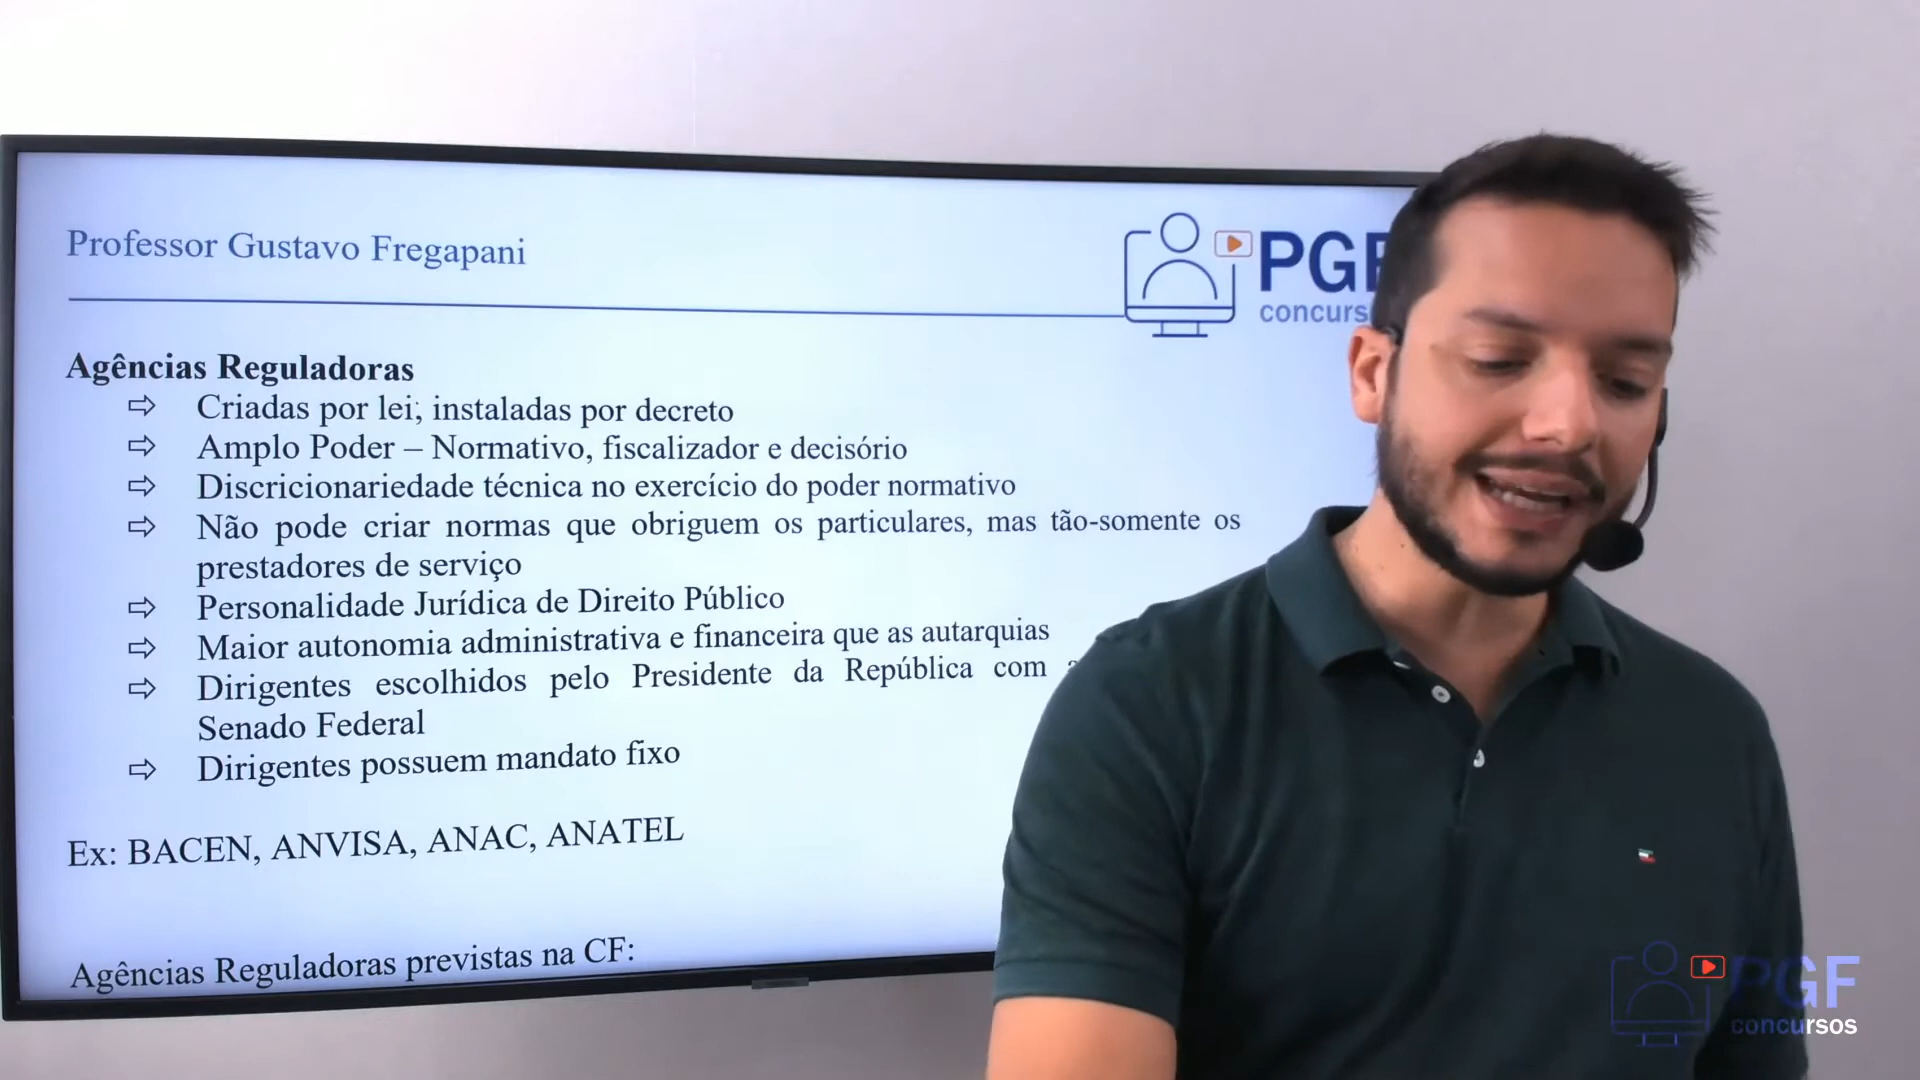 Professor Gustavo Fregapani
concurs
Agências Reguladoras
⇨ Criadas por lei; instaladas por decreto
⇨ Amplo Poder – Normativo, fiscalizador e decisório
⇨ Discricionariedade técnica no exercício do poder normativo
⇨ Não pode criar normas que obriguem os particulares, mas tão-somente os
prestadores de serviço
⇨ Personalidade Jurídica de Direito Público
⇨ Maior autonomia administrativa e financeira que as autarquias
⇨ Dirigentes escolhidos pelo Presidente da República com
Senado Federal
⇨ Dirigentes possuem mandato fixo
Ex: BACEN, ANVISA, ANAC, ANATEL
Agências Reguladoras previstas na CF:
PGF
concursos